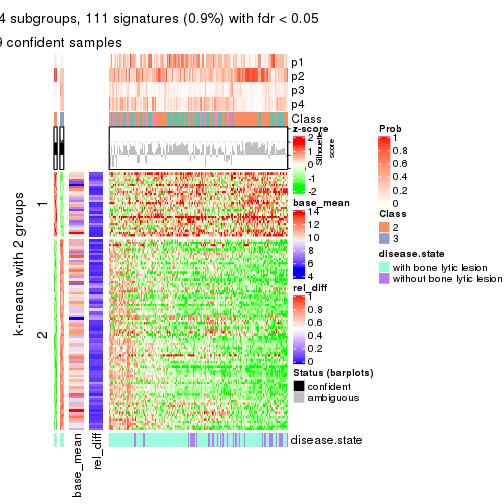 4 subgroups, 111 signatures (0.9%) with fdr < 0.05
9 confident samples
p1
p2
p3
p4
Class
z-score
2
1
0
-1
-2
Silhouette
score
base_mean
14
12
10
8
6
4
rel_diff
1
0.8
0.6
0.4
0.2
0
Status (barplots)
confident
ambiguous
Prob
1
0.8
0.6
0.4
0.2
0
Class
2
3
disease.state
with bone lytic lesion
without bone lytic lesion
k-means with 2 groups
1
2
base_mean
rel_diff
disease.state